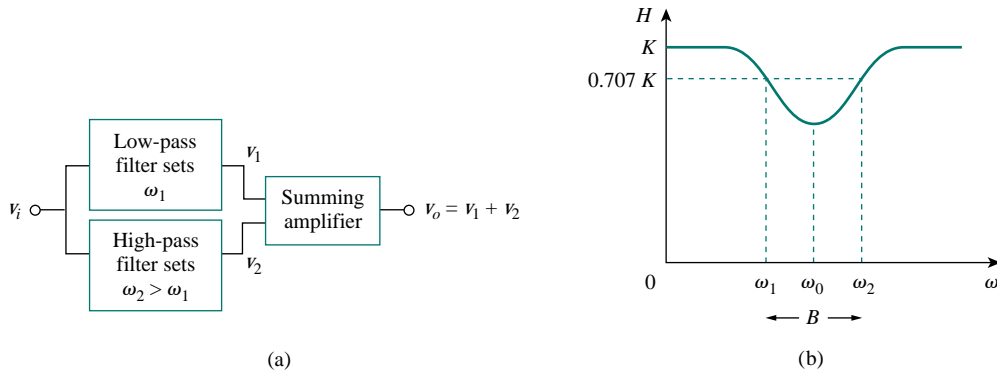 Low-pass
filter sets
ω₁
v₁
vᵢ
Summing
amplifier
vₒ = v₁ + v₂
High-pass
filter sets
ω₂ > ω₁
v₂
(a)
H
K
0.707 K
0
ω₁
ω₀
ω₂
ω
B
(b)